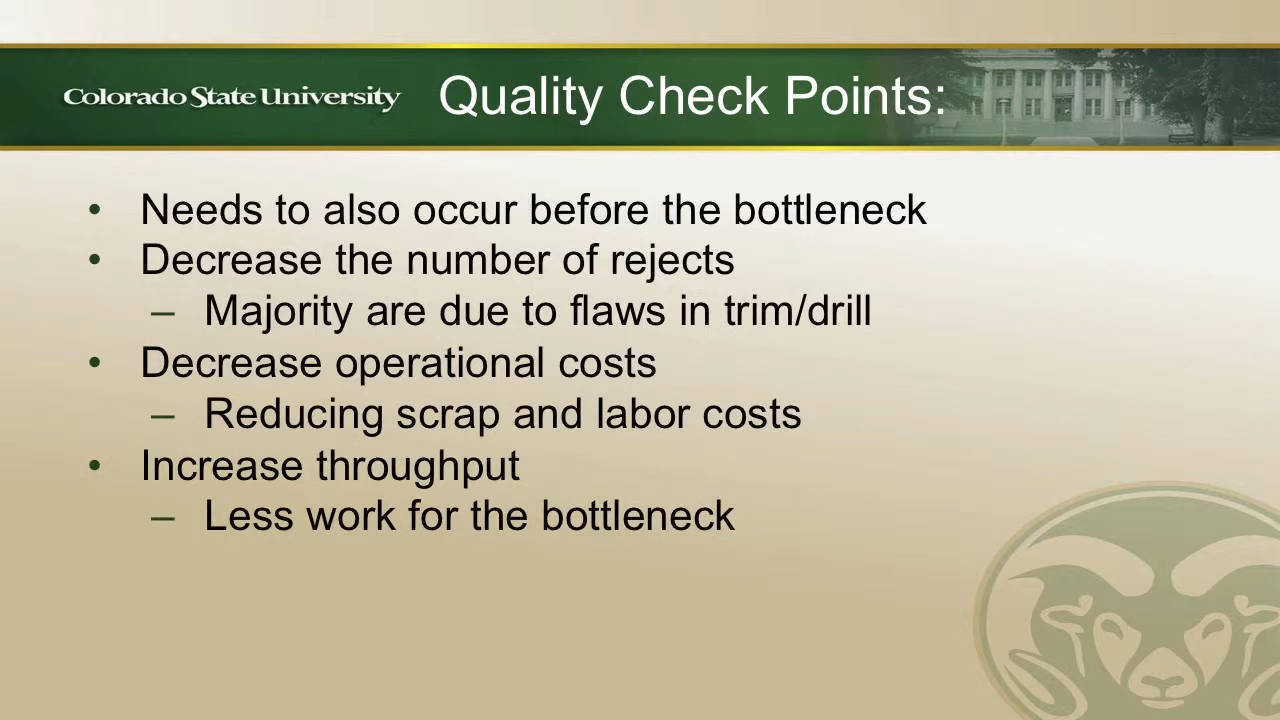 Colorado State University
Quality Check Points:
• Needs to also occur before the bottleneck
• Decrease the number of rejects
– Majority are due to flaws in trim/drill
• Decrease operational costs
– Reducing scrap and labor costs
• Increase throughput
– Less work for the bottleneck